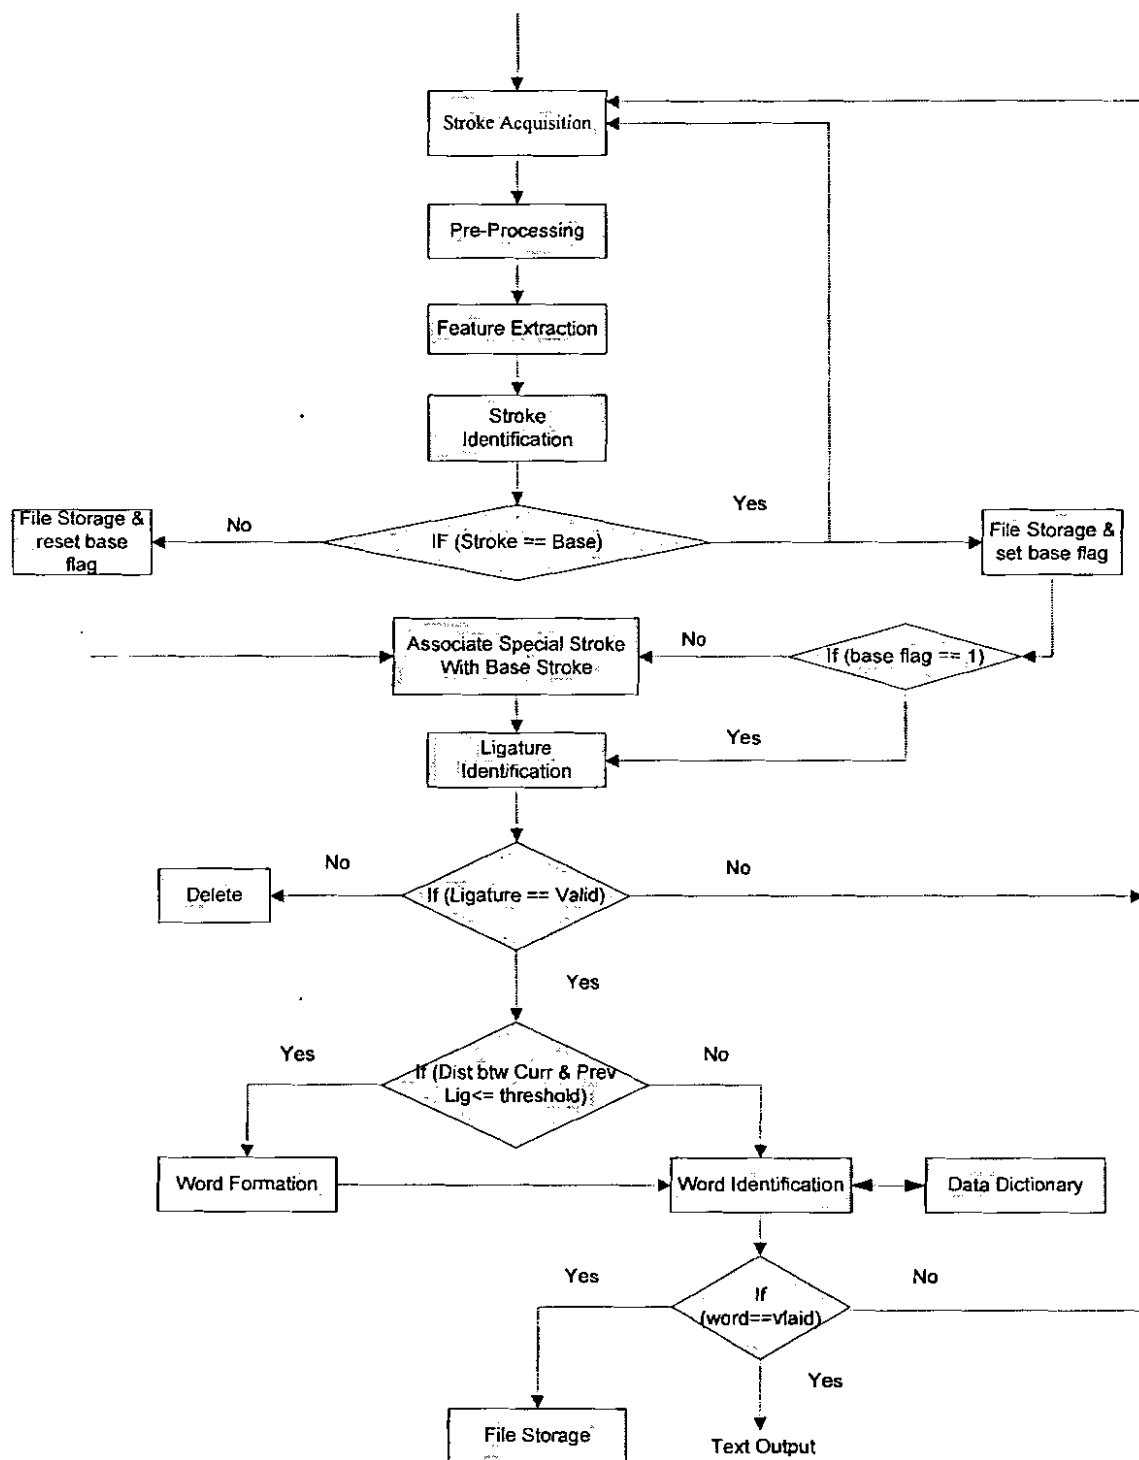 Stroke Acquisition
Pre-Processing
Feature Extraction
Stroke
Identification
Yes
No
File Storage &
reset base
flag
IF (Stroke == Base)
File Storage &
set base flag
Associate Special Stroke
With Base Stroke
No
If (base flag == 1)
Yes
Ligature
Identification
No
No
Delete
If (Ligature == Valid)
Yes
Yes
No
If (Dist btw Curr & Prev
Lig<= threshold)
Word Formation
Word Identification
Data Dictionary
Yes
No
If
(word==vlaid)
Yes
File Storage
Text Output